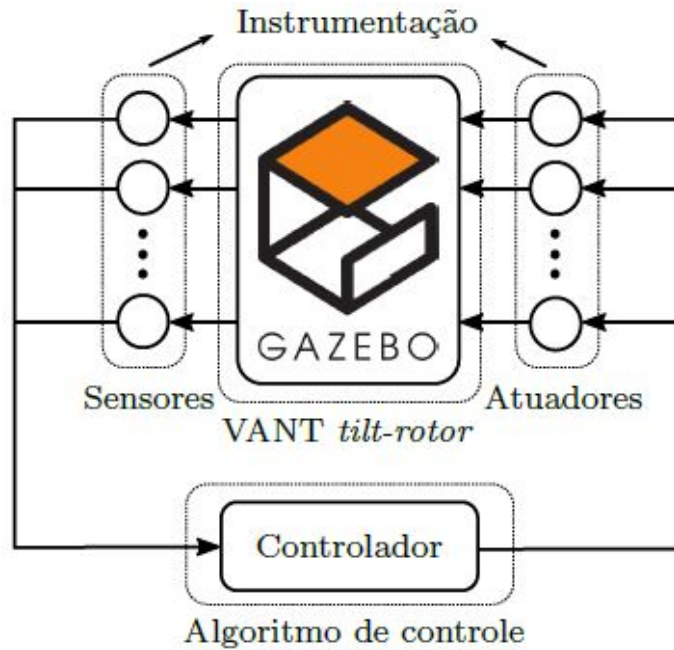 Instrumentação
GAZEBO
Sensores
Atuadores
VANT tilt-rotor
Controlador
Algoritmo de controle